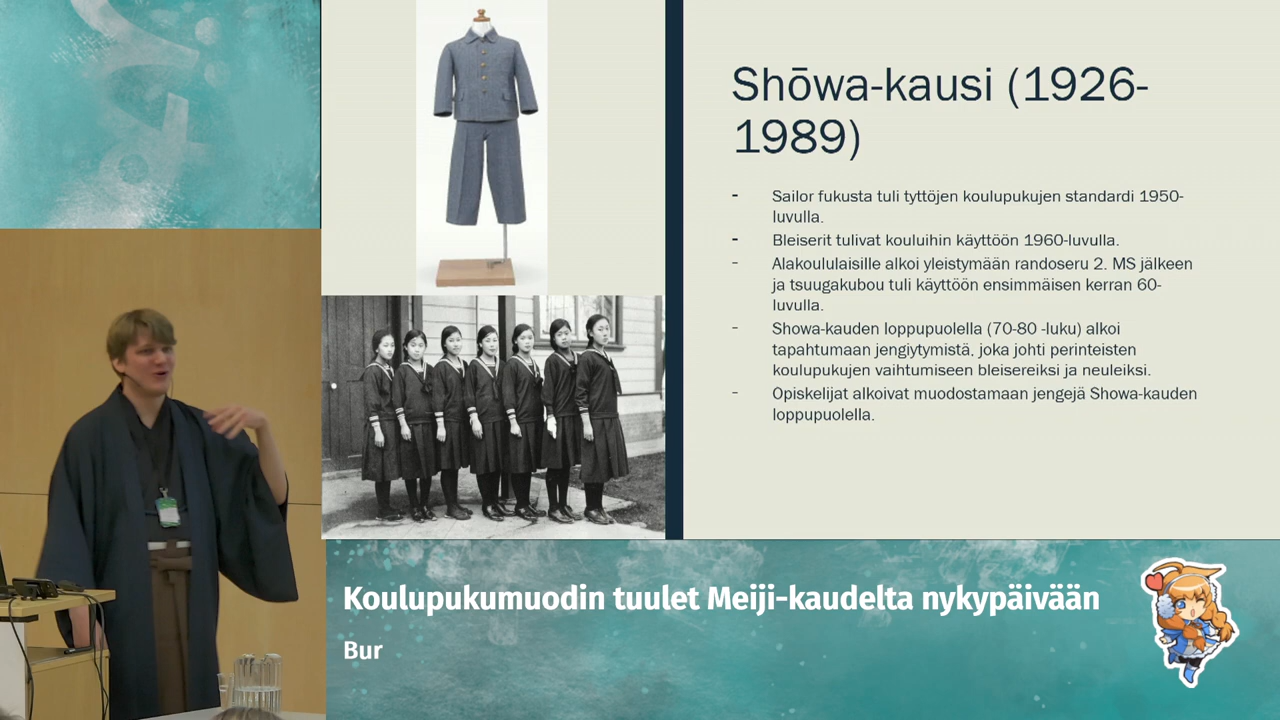 Shōwa-kausi (1926-
1989)
- Sailor fukusta tuli tyttöjen koulupukujen standardi 1950-
luvulla.
- Bleiserit tulivat kouluihin käyttöön 1960-luvulla.
- Alakoululaisille alkoi yleistymään randoseru 2. MS jälkeen
ja tsuugakubou tuli käyttöön ensimmäisen kerran 60-
luvulla.
- Showa-kauden loppupuolella (70-80 -luku) alkoi
tapahtumaan jengiytymistä, joka johti perinteisten
koulupukujen vaihtumiseen bleisereiksi ja neuleiksi.
- Opiskelijat alkoivat muodostamaan jengejä Showa-kauden
loppupuolella.
Koulupukumuodin tuulet Meiji-kaudelta nykypäivään
Bur